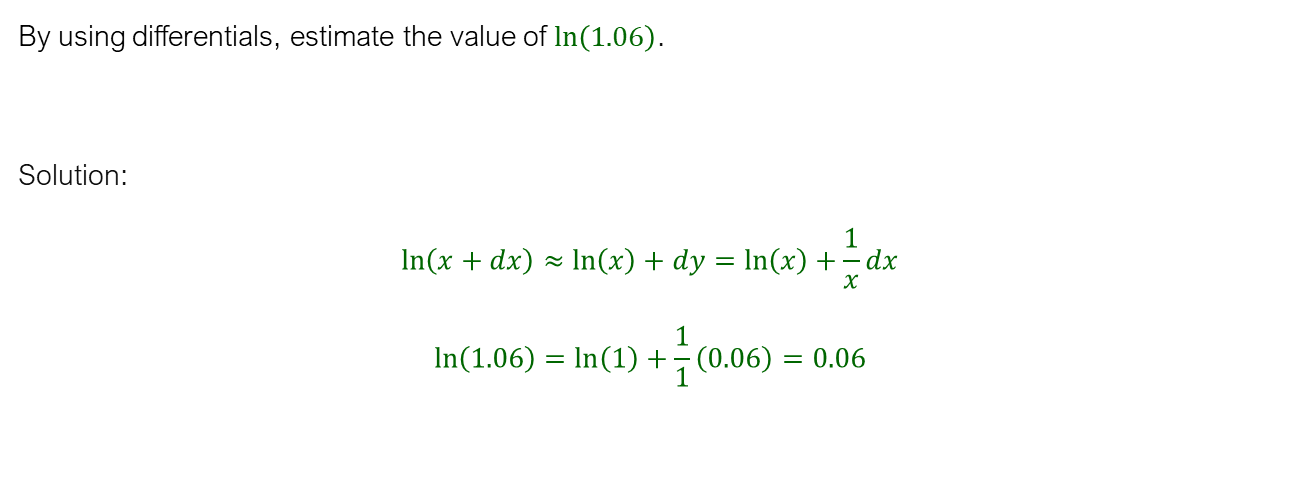 By using differentials, estimate the value of ln(1.06).
Solution:
ln(x + dx) ≈ ln(x) + dy = ln(x) + 1/x dx
ln(1.06) = ln(1) + 1/1 (0.06) = 0.06